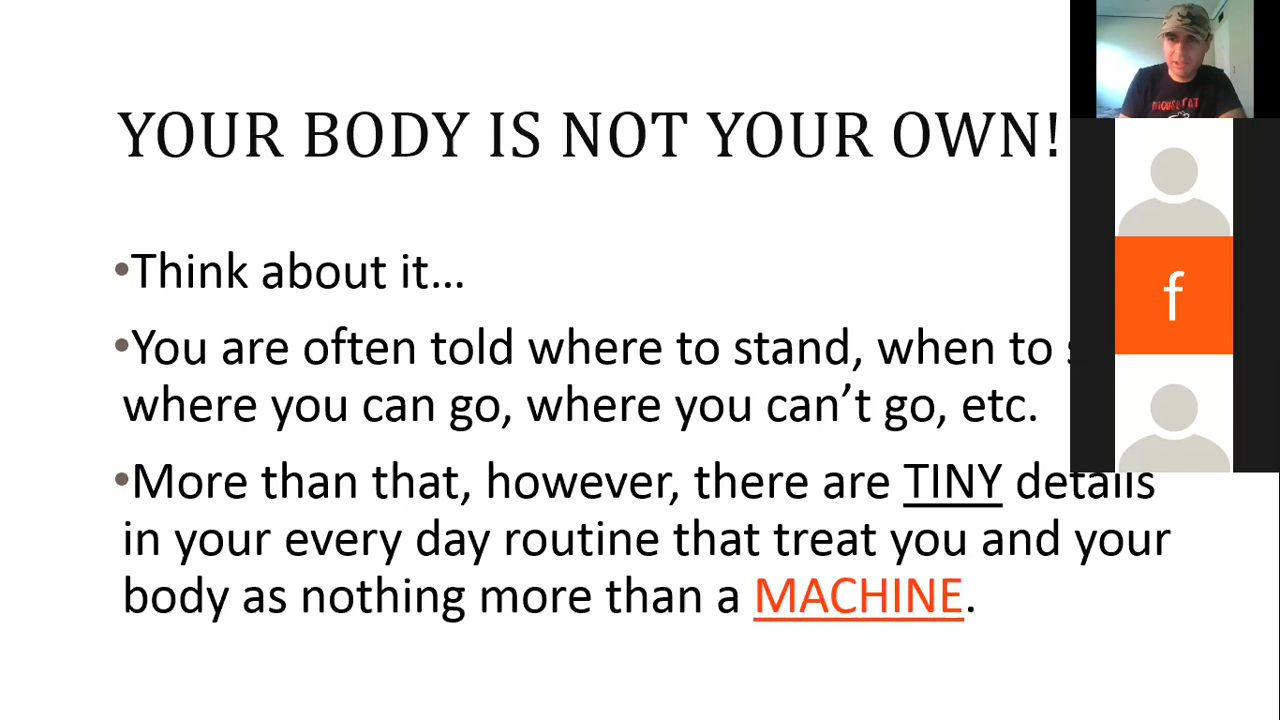 YOUR BODY IS NOT YOUR OWN!
•Think about it…
•You are often told where to stand, when to
where you can go, where you can’t go, etc.
•More than that, however, there are TINY details
in your every day routine that treat you and your
body as nothing more than a MACHINE.
f
MOUSE RAT